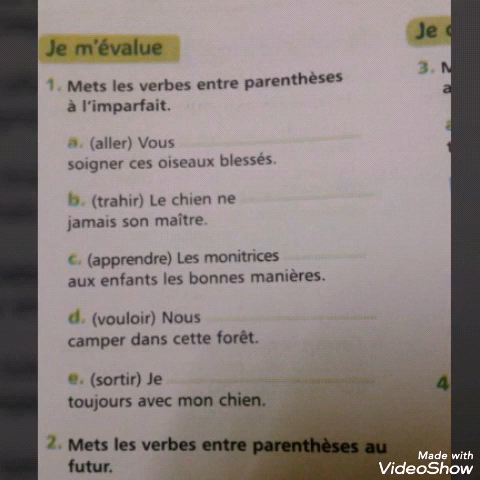 Je m'évalue
1. Mets les verbes entre parenthèses
à l'imparfait.
a. (aller) Vous
soigner ces oiseaux blessés.
b. (trahir) Le chien ne
jamais son maître.
c. (apprendre) Les monitrices
aux enfants les bonnes manières.
d. (vouloir) Nous
camper dans cette forêt.
e. (sortir) Je
toujours avec mon chien.
2. Mets les verbes entre parenthèses au
futur.
Je
3.
4
Made with
VideoShow